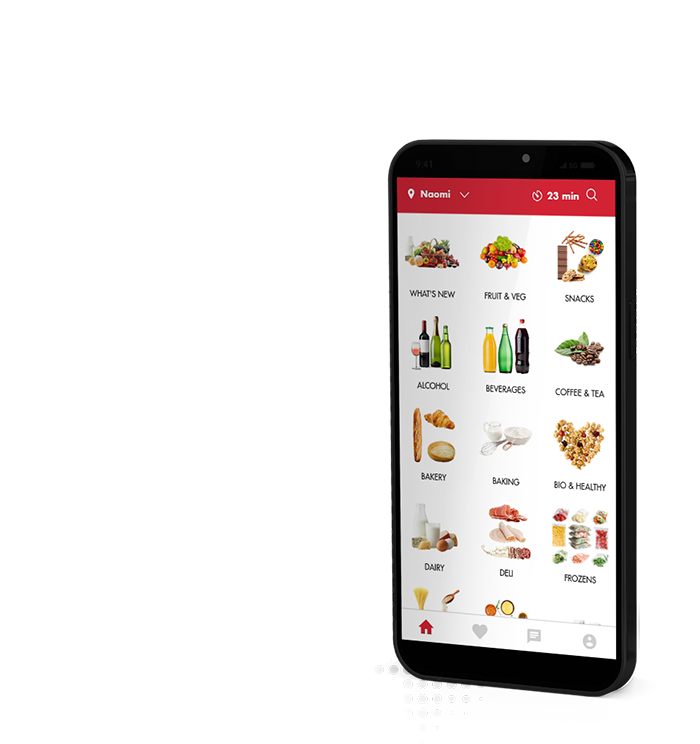 9:41 5G
Naomi 23 min
WHAT'S NEW FRUIT & VEG SNACKS
ALCOHOL BEVERAGES COFFEE & TEA
BAKERY BAKING BIO & HEALTHY
DAIRY DELI FROZENS